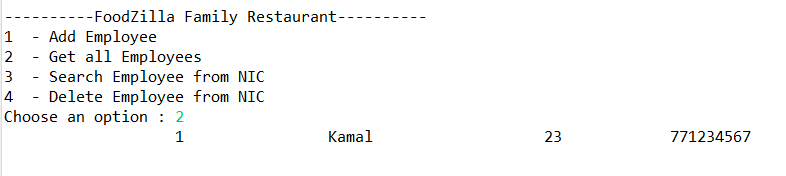 ----------FoodZilla Family Restaurant----------
1  - Add Employee
2  - Get all Employees
3  - Search Employee from NIC
4  - Delete Employee from NIC
Choose an option : 2
                    1                Kamal                   23            771234567